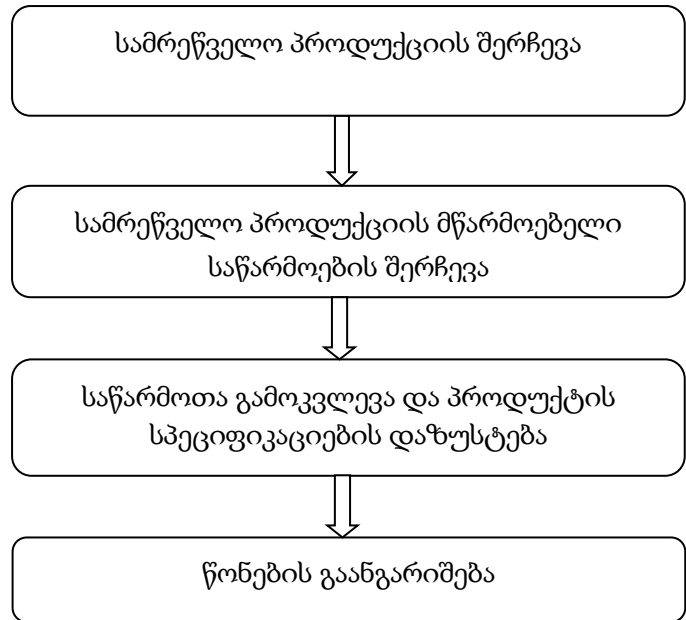 სამრეწველო პროდუქციის შერჩევა
სამრეწველო პროდუქციის მწარმოებელი
საწარმოების შერჩევა
საწარმოთა გამოკვლევა და პროდუქტის
სპეციფიკაციების დაზუსტება
წონების გაანგარიშება